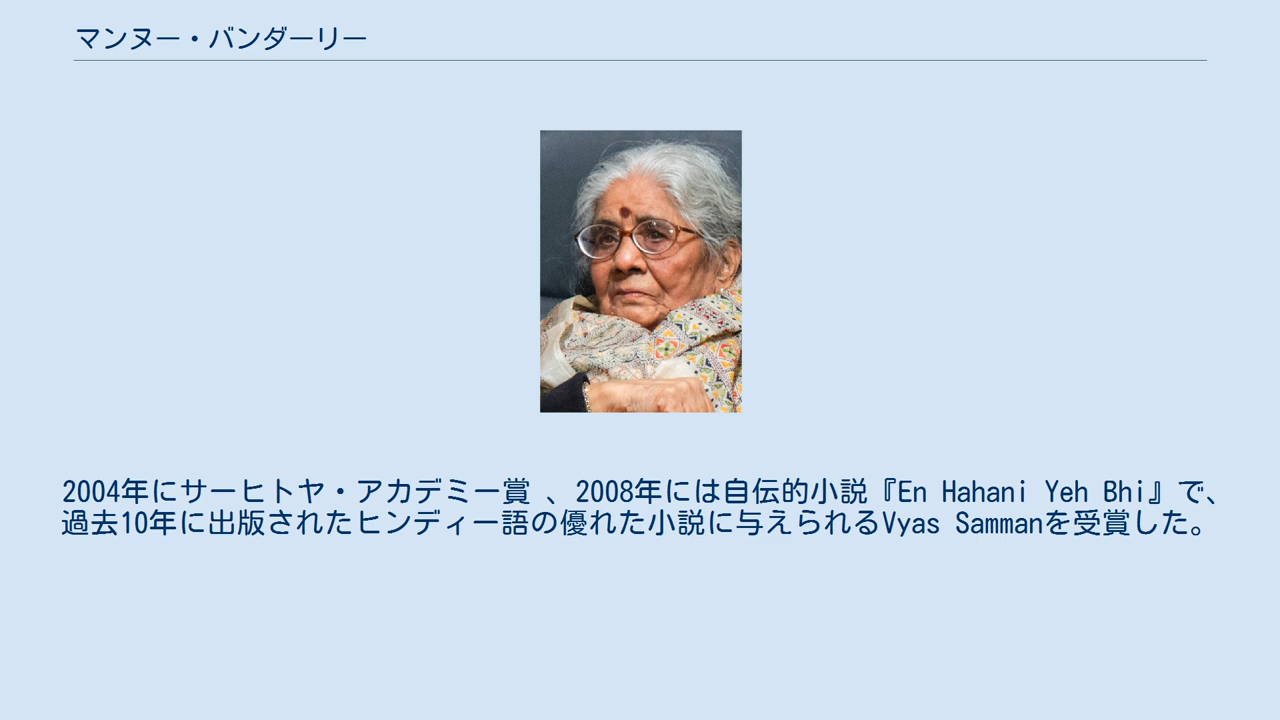 マンヌー・バンダーリー
2004年にサーヒトヤ・アカデミー賞 、2008年には自伝的小説『En Hahani Yeh Bhi』で、
過去10年に出版されたヒンディー語の優れた小説に与えられるVyas Sammanを受賞した。